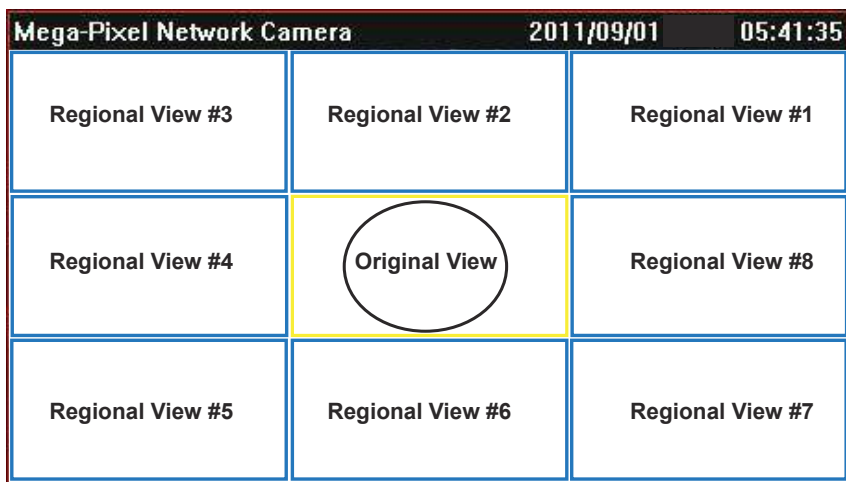 Mega-Pixel Network Camera 2011/09/01 05:41:35
Regional View #3 Regional View #2 Regional View #1
Regional View #4 Original View Regional View #8
Regional View #5 Regional View #6 Regional View #7